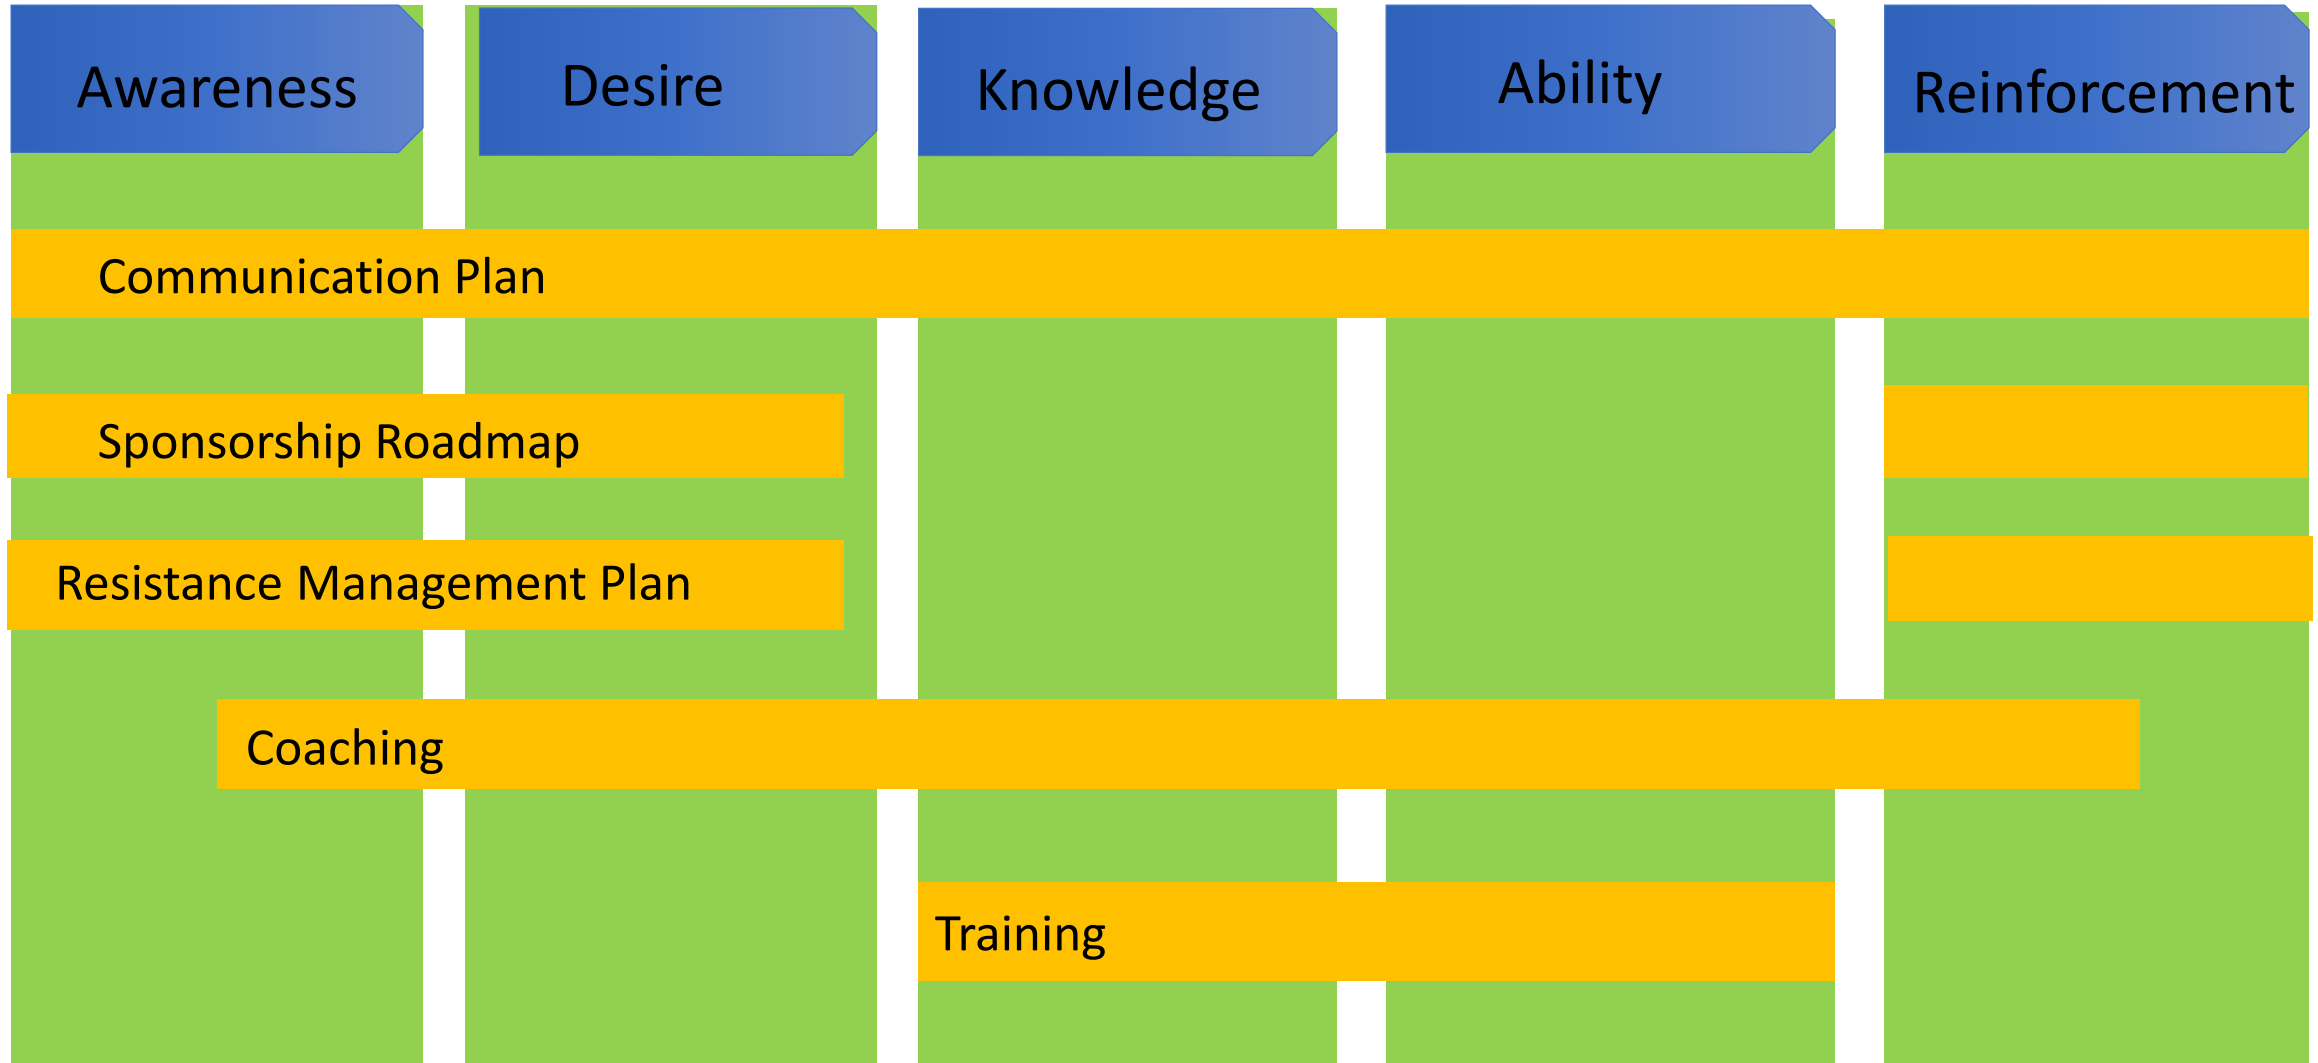 Awareness
Desire
Knowledge
Ability
Reinforcement
Communication Plan
Sponsorship Roadmap
Resistance Management Plan
Coaching
Training